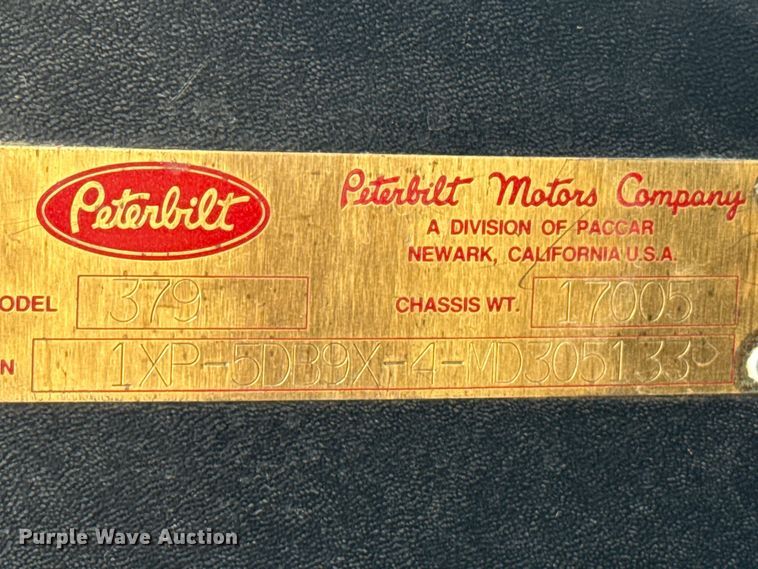 Peterbilt
Peterbilt Motors Company
A DIVISION OF PACCAR
NEWARK, CALIFORNIA U.S.A.
ODEL 379 CHASSIS WT. 17005
N 1XP-5DB9X-4-MD305133
Purple Wave Auction